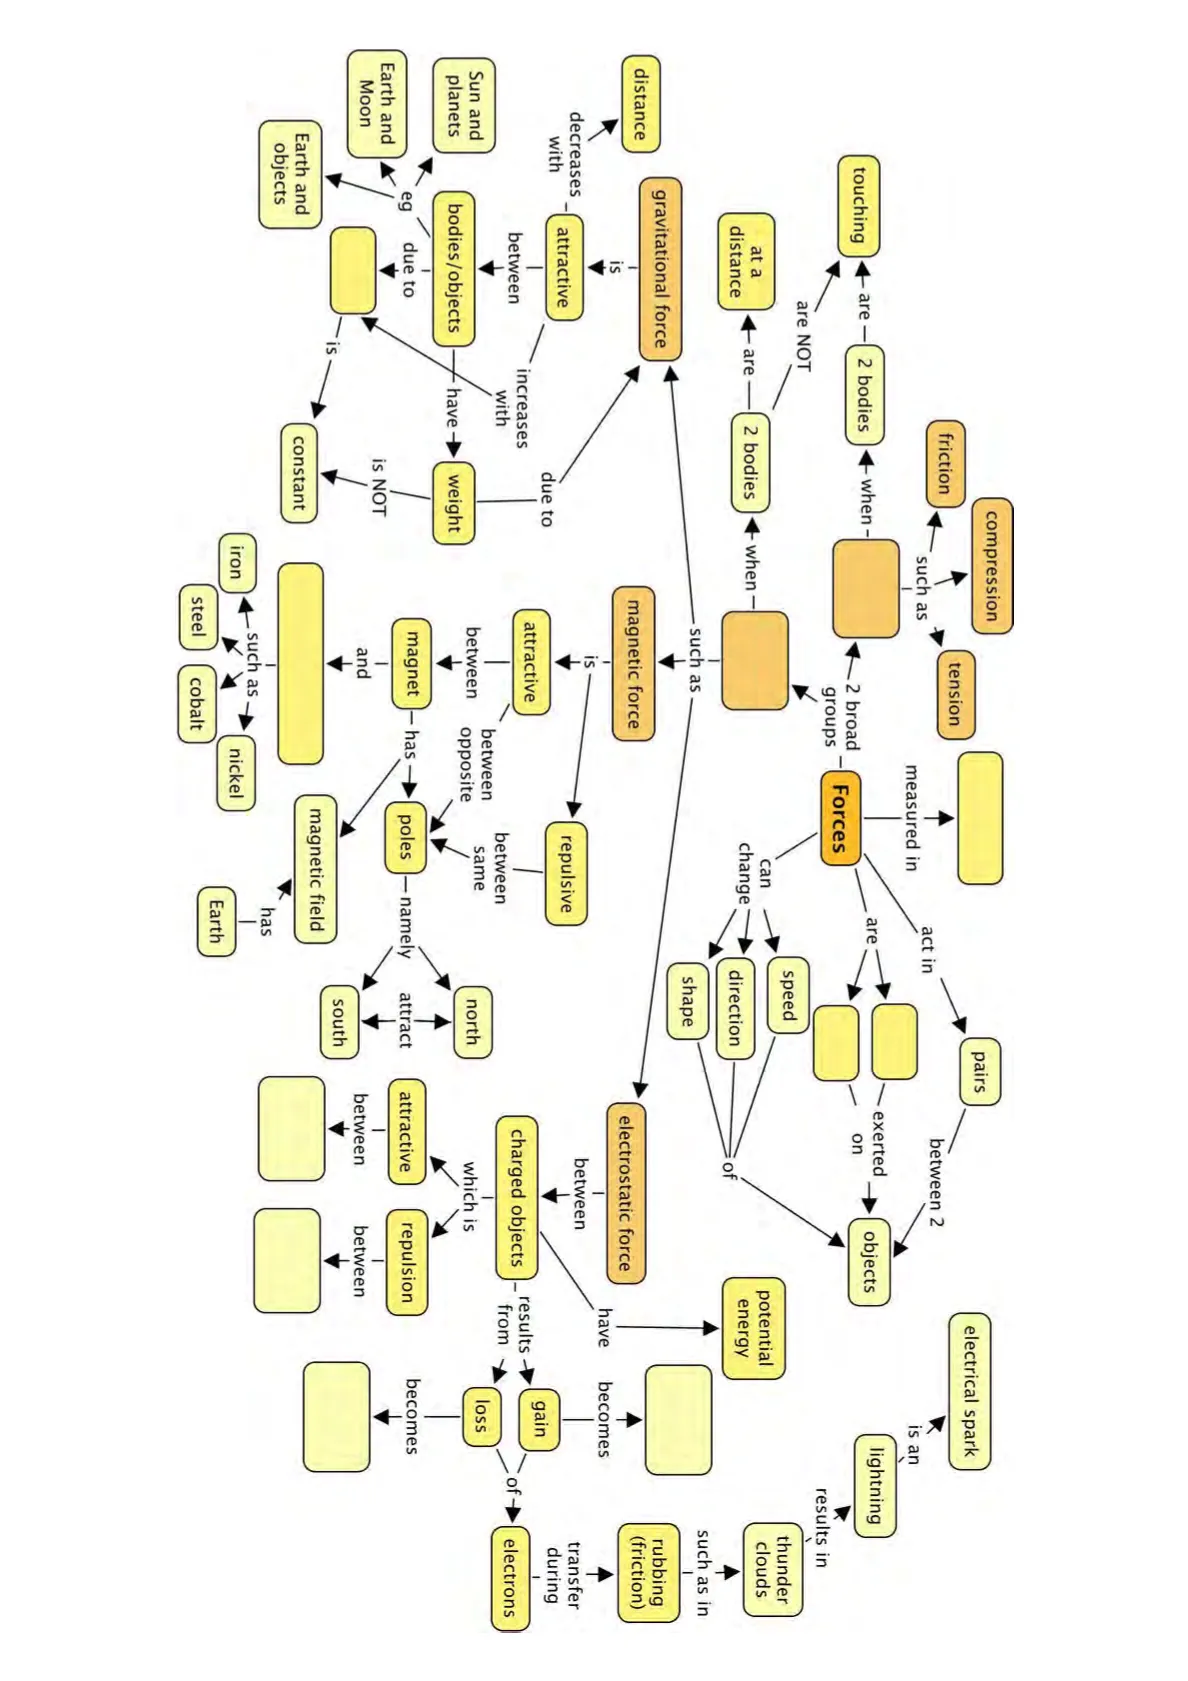 electrical spark
is an
lightning
results in
thunder
clouds
such as in
rubbing
(friction)
transfer
during
electrons
of
gain
loss
becomes
becomes
results
from
potential
energy
have
charged objects
between
electrostatic force
which is
attractive
repulsion
between
between
pairs
between 2
objects
act in
are
exerted
on
Forces
measured in
can
change
speed
direction
shape
of
2 broad
groups
compression
friction
tension
such as
when
2 bodies
are
touching
when
2 bodies
are
are NOT
at a
distance
such as
gravitational force
is
attractive
decreases
with
distance
between
increases
with
bodies/objects
eg
Sun and
planets
Earth and
Moon
Earth and
objects
due to
have
weight
due to
is
is NOT
constant
magnetic force
is
attractive
repulsive
between
between
opposite
between
same
magnet
has
poles
namely
north
attract
south
and
such as
iron
steel
cobalt
nickel
magnetic field
has
Earth